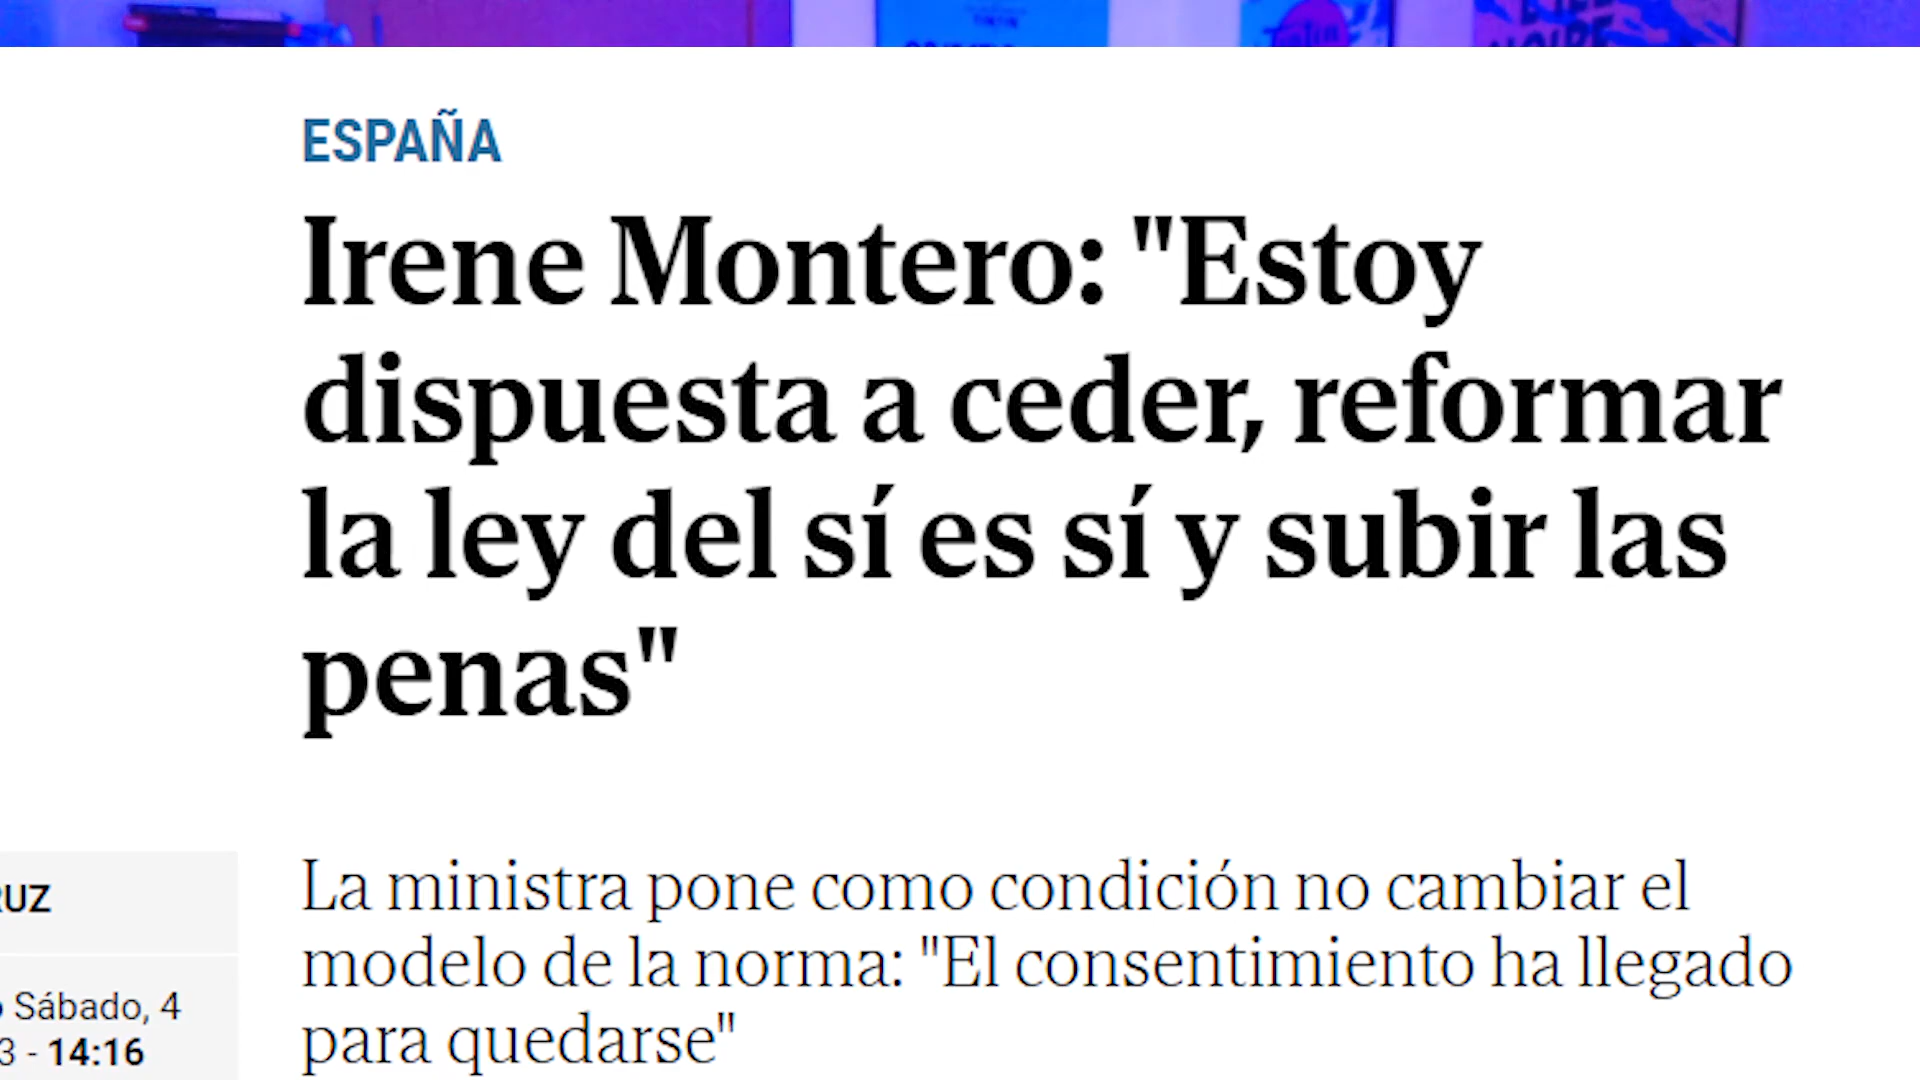 NOIRE
ESPAÑA
Irene Montero: "Estoy
dispuesta a ceder, reformar
la ley del sí es sí y subir las
penas"
La ministra pone como condición no cambiar el
modelo de la norma: "El consentimiento ha llegado
para quedarse"
RUZ
Sábado, 4
3 - 14:16